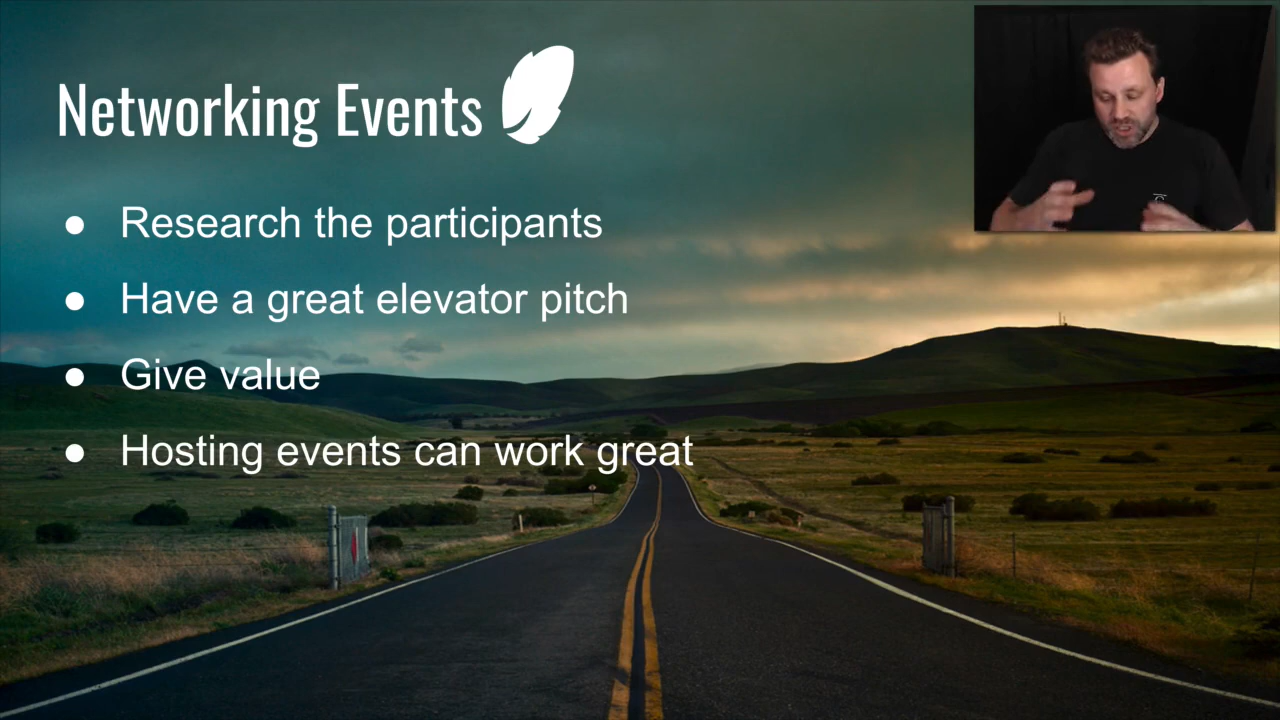 Networking Events
● Research the participants
● Have a great elevator pitch
● Give value
● Hosting events can work great